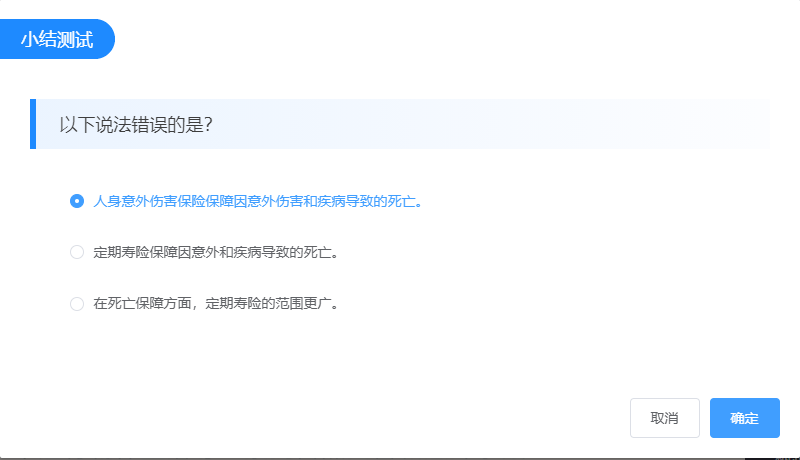 小结测试
以下说法错误的是？
人身意外伤害保险保障因意外伤害和疾病导致的死亡。
定期寿险保障因意外和疾病导致的死亡。
在死亡保障方面，定期寿险的范围更广。
取消
确定